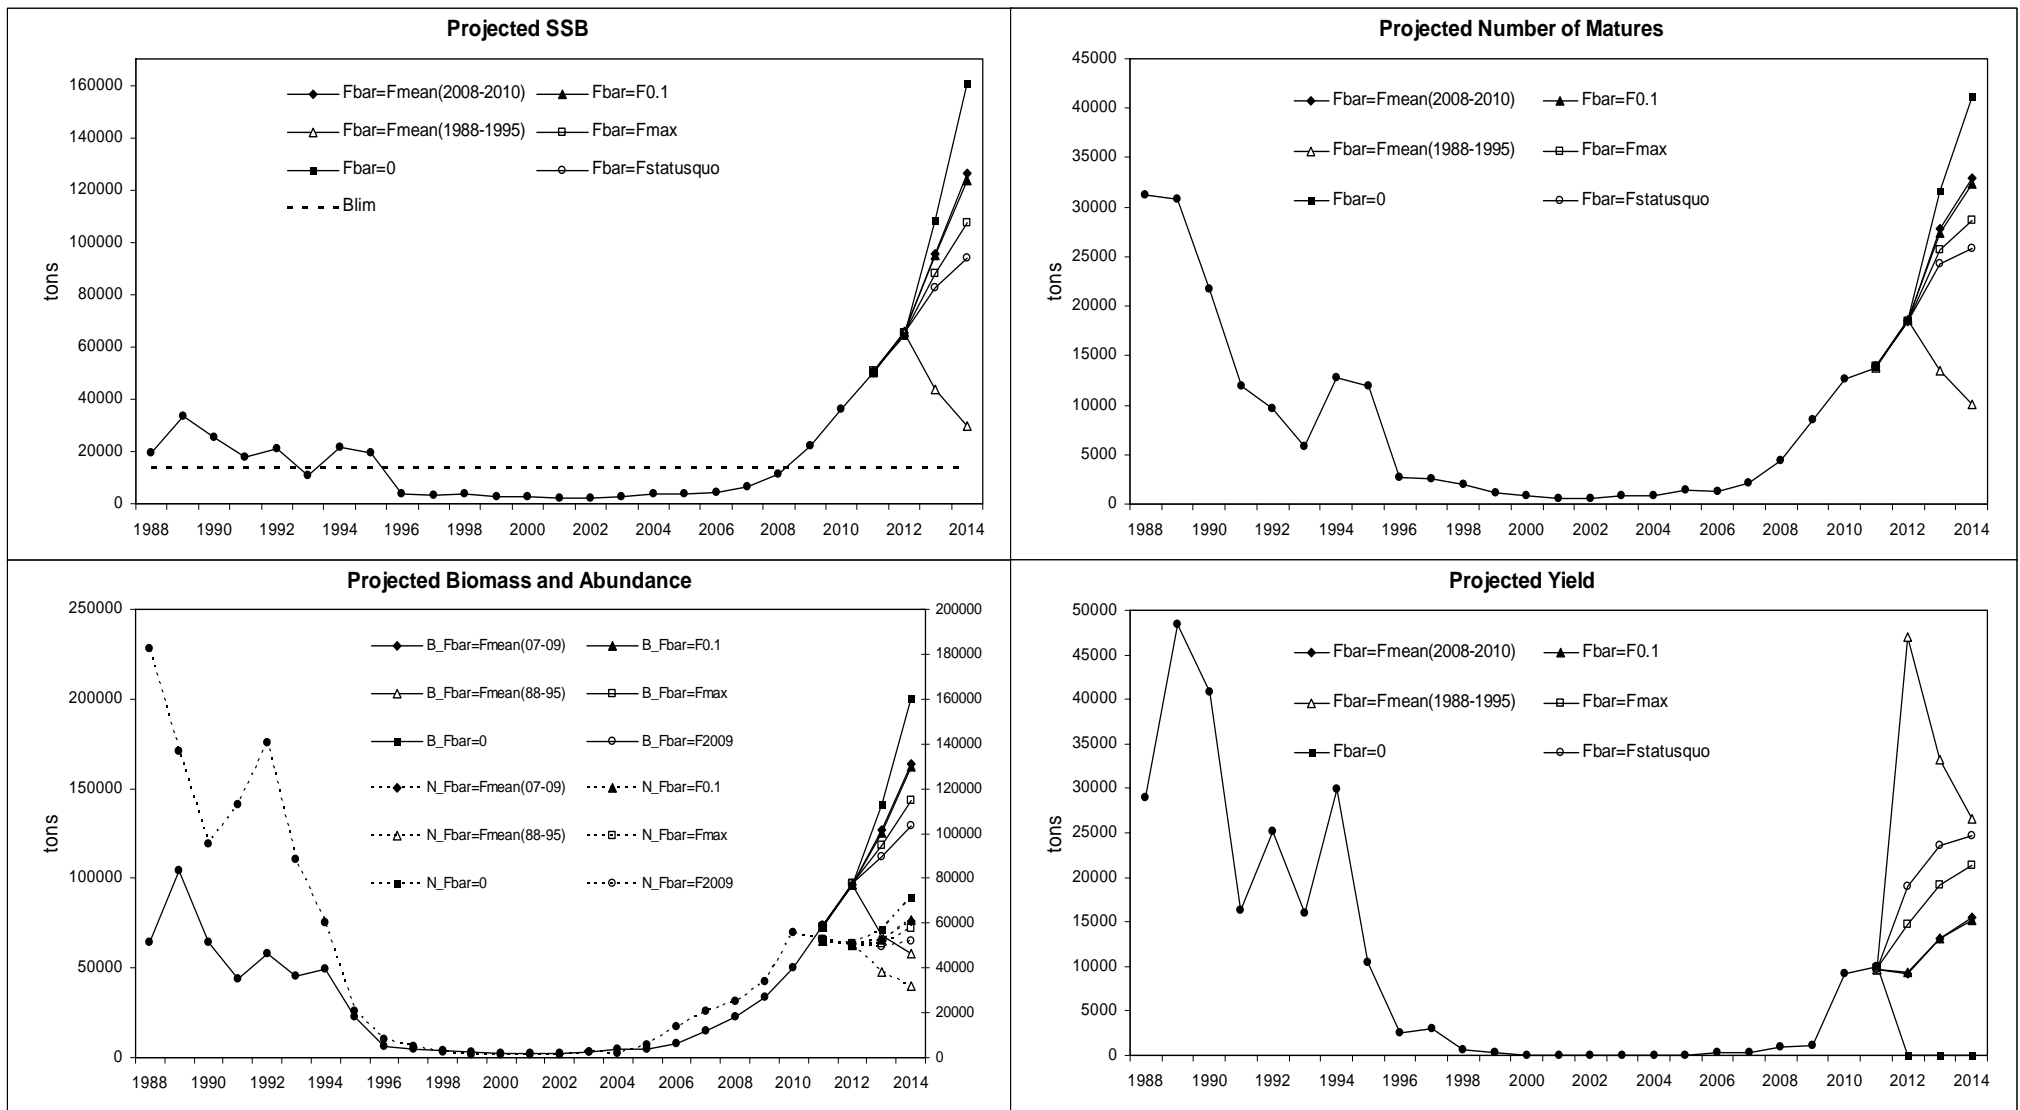 Projected SSB
160000
140000
120000
100000
80000
60000
40000
20000
0
tons
Fbar=Fmean(2008-2010) Fbar=F0.1
Fbar=Fmean(1988-1995) Fbar=Fmax
Fbar=0 Fbar=Fstatusquo
Blim
1988 1990 1992 1994 1996 1998 2000 2002 2004 2006 2008 2010 2012 2014
Projected Number of Matures
45000
40000
35000
30000
25000
20000
15000
10000
5000
0
tons
Fbar=Fmean(2008-2010) Fbar=F0.1
Fbar=Fmean(1988-1995) Fbar=Fmax
Fbar=0 Fbar=Fstatusquo
1988 1990 1992 1994 1996 1998 2000 2002 2004 2006 2008 2010 2012 2014
Projected Biomass and Abundance
250000
200000
150000
100000
50000
0
tons
B_Fbar=Fmean(07-09) B_Fbar=F0.1
B_Fbar=Fmean(88-95) B_Fbar=Fmax
B_Fbar=0 B_Fbar=F2009
N_Fbar=Fmean(07-09) N_Fbar=F0.1
N_Fbar=Fmean(88-95) N_Fbar=Fmax
N_Fbar=0 N_Fbar=F2009
200000
180000
160000
140000
120000
100000
80000
60000
40000
20000
0
1988 1990 1992 1994 1996 1998 2000 2002 2004 2006 2008 2010 2012 2014
Projected Yield
50000
45000
40000
35000
30000
25000
20000
15000
10000
5000
0
tons
Fbar=Fmean(2008-2010) Fbar=F0.1
Fbar=Fmean(1988-1995) Fbar=Fmax
Fbar=0 Fbar=Fstatusquo
1988 1990 1992 1994 1996 1998 2000 2002 2004 2006 2008 2010 2012 2014